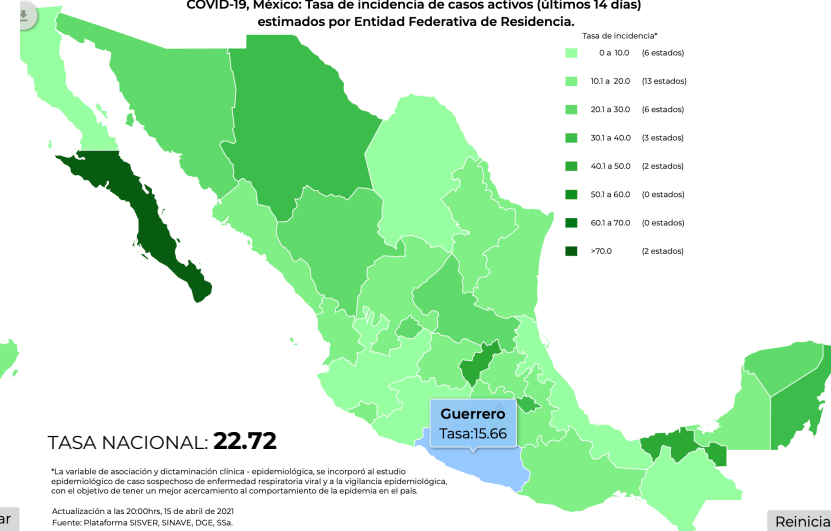 COVID-19, México: Tasa de incidencia de casos activos (últimos 14 días)
estimados por Entidad Federativa de Residencia.
Tasa de incidencia*
0 a 10.0 (6 estados)
10.1 a 20.0 (13 estados)
20.1 a 30.0 (6 estados)
30.1 a 40.0 (3 estados)
40.1 a 50.0 (2 estados)
50.1 a 60.0 (0 estados)
60.1 a 70.0 (0 estados)
>70.0 (2 estados)
Guerrero
Tasa:15.66
TASA NACIONAL: 22.72
*La variable de asociación y dictaminación clínica - epidemiológica, se incorporó al estudio
epidemiológico de caso sospechoso de enfermedad respiratoria viral y a la vigilancia epidemiológica,
con el objetivo de tener un mejor acercamiento al comportamiento de la epidemia en el país.
Actualización a las 20:00hrs, 15 de abril de 2021
Fuente: Plataforma SISVER, SINAVE, DGE, SSa.
ar
Reinicia